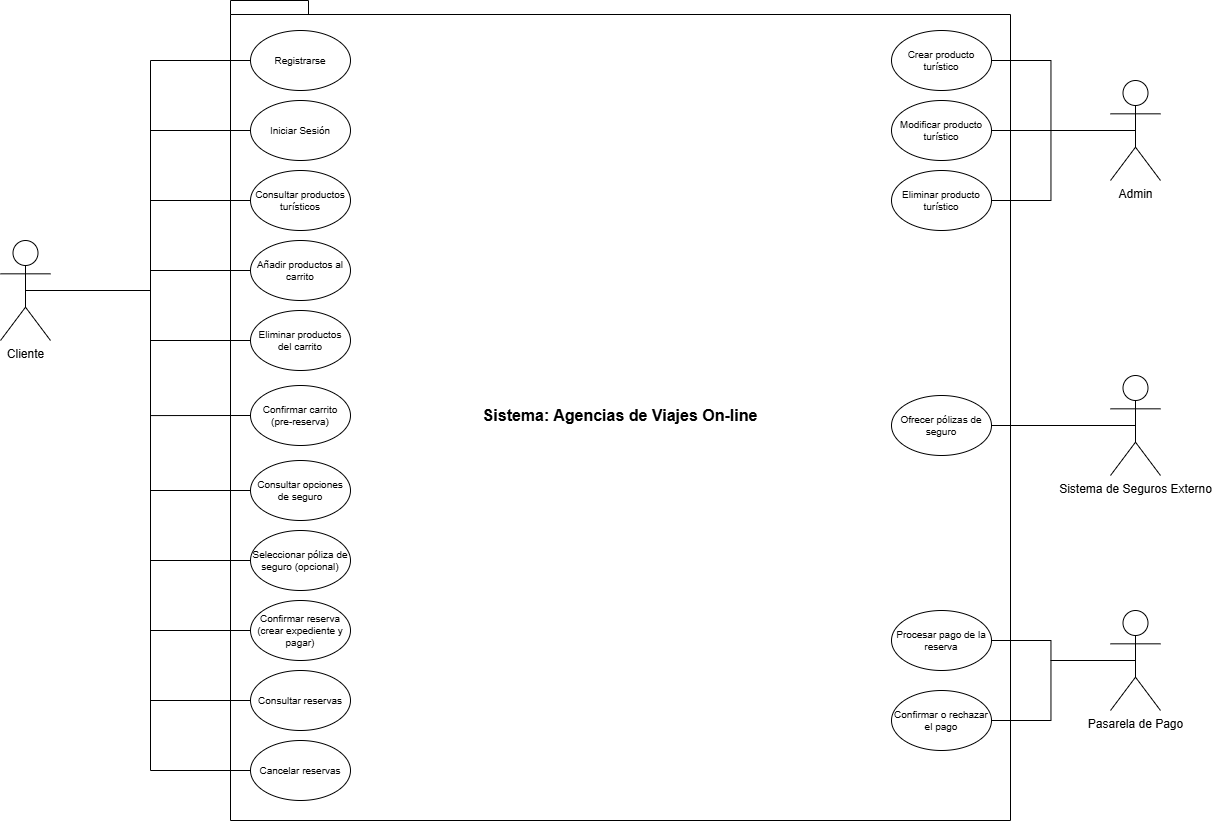 Registrarse
Iniciar Sesión
Consultar productos
turísticos
Añadir productos al
carrito
Eliminar productos
del carrito
Confirmar carrito
(pre-reserva)
Consultar opciones
de seguro
Seleccionar póliza de
seguro (opcional)
Confirmar reserva
(crear expediente y
pagar)
Consultar reservas
Cancelar reservas
Cliente
Sistema: Agencias de Viajes On-line
Crear producto
turístico
Modificar producto
turístico
Eliminar producto
turístico
Admin
Ofrecer pólizas de
seguro
Sistema de Seguros Externo
Procesar pago de la
reserva
Confirmar o rechazar
el pago
Pasarela de Pago